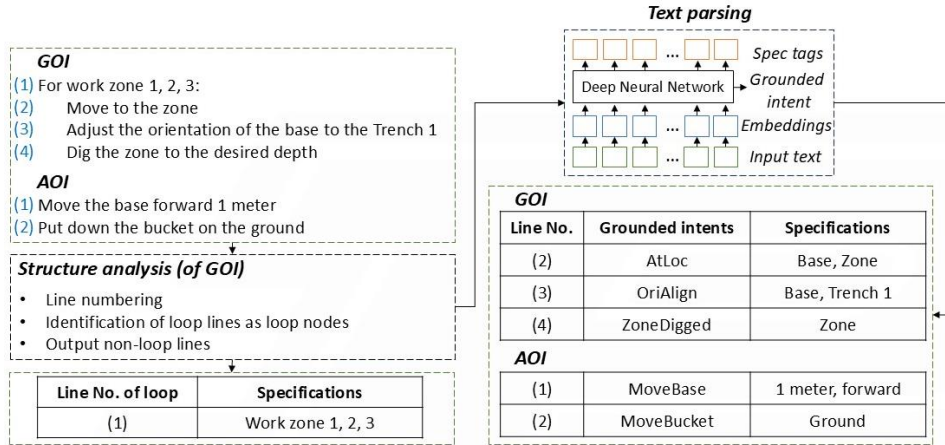 GOI
(1) For work zone 1, 2, 3:
(2) Move to the zone
(3) Adjust the orientation of the base to the Trench 1
(4) Dig the zone to the desired depth
AOI
(1) Move the base forward 1 meter
(2) Put down the bucket on the ground
Structure analysis (of GOI)
• Line numbering
• Identification of loop lines as loop nodes
• Output non-loop lines
Line No. of loop Specifications
(1) Work zone 1, 2, 3
Text parsing
... Spec tags
Deep Neural Network Grounded
intent
... Embeddings
... Input text
GOI
Line No. Grounded intents Specifications
(2) AtLoc Base, Zone
(3) OriAlign Base, Trench 1
(4) ZoneDigged Zone
AOI
(1) MoveBase 1 meter, forward
(2) MoveBucket Ground